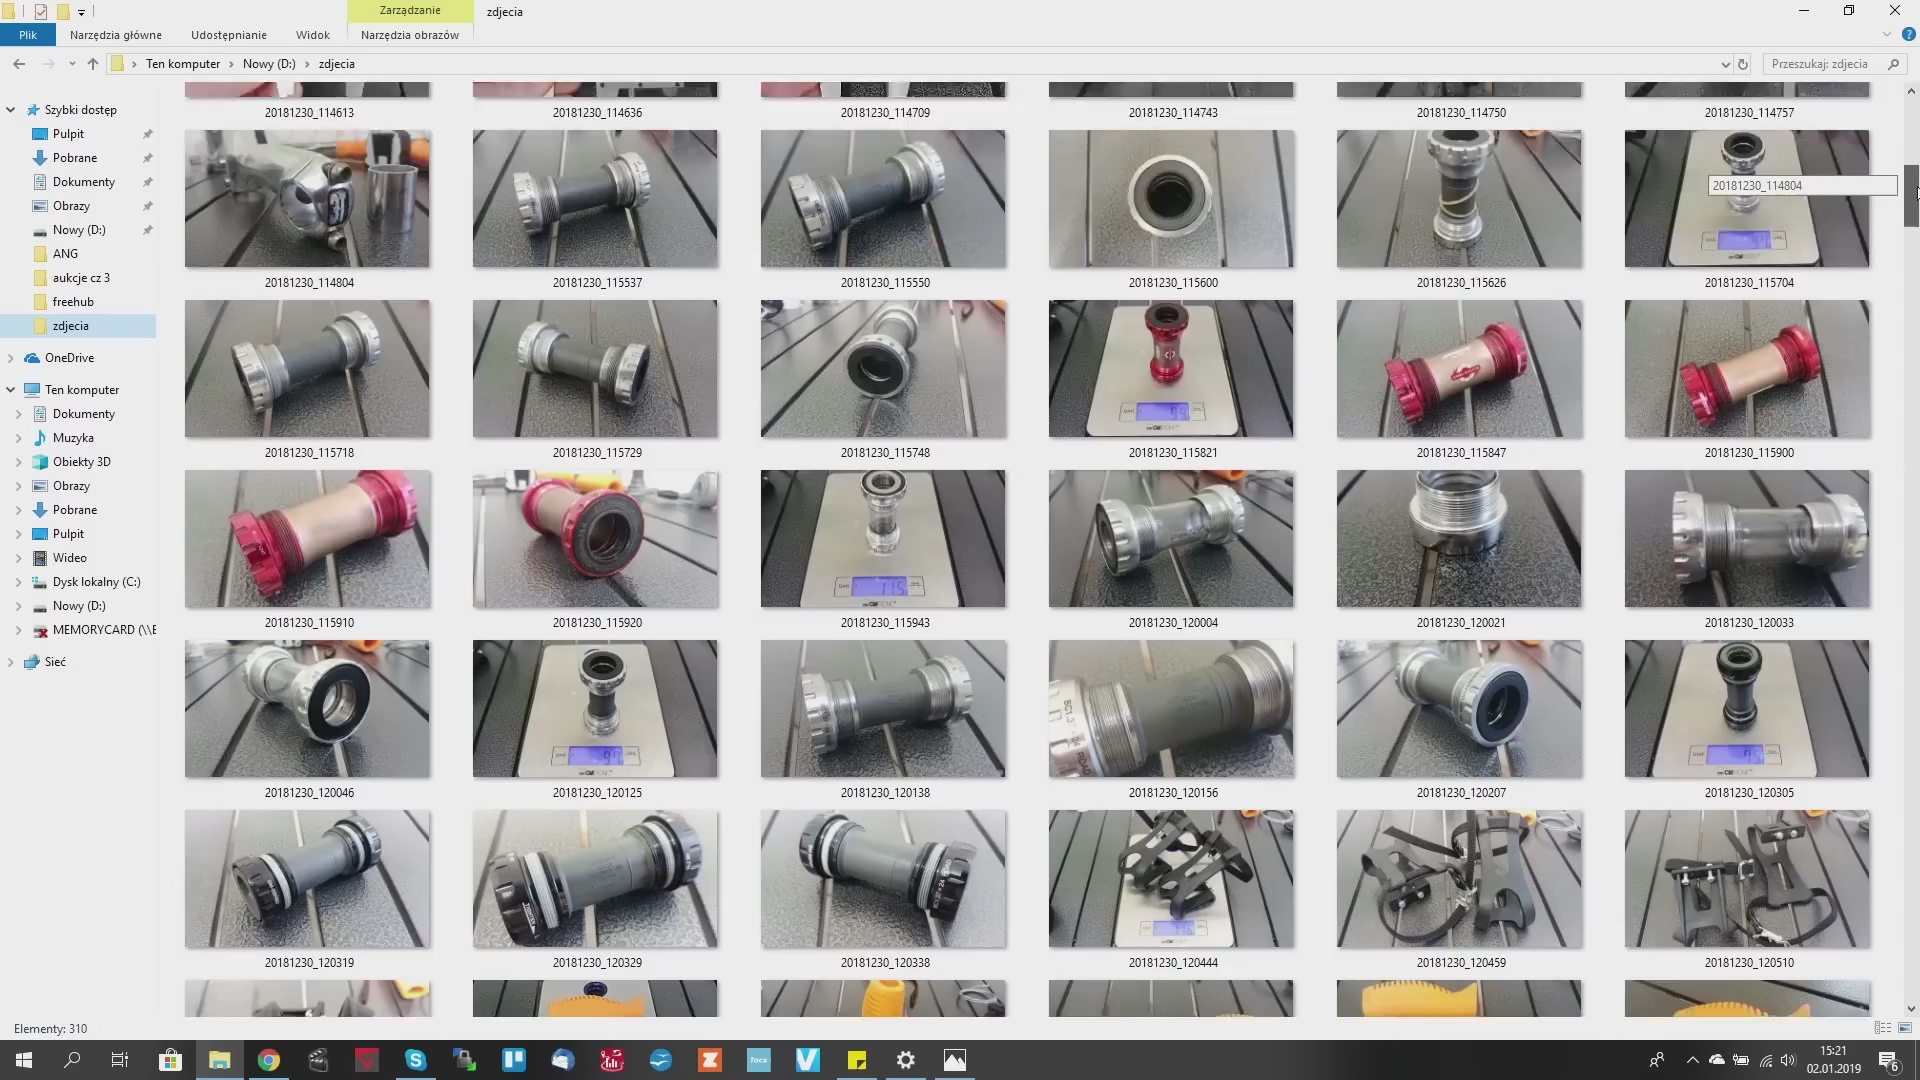 Zarządzanie
zdjecia
Plik
Narzędzia główne
Udostępnianie
Widok
Narzędzia obrazów
Ten komputer
Nowy (D:)
zdjecia
Przeszukaj: zdjecia
Szybki dostęp
Pulpit
Pobrane
Dokumenty
Obrazy
Nowy (D:)
ANG
aukcje cz 3
freehub
zdjecia
OneDrive
Ten komputer
Dokumenty
Muzyka
Obiekty 3D
Obrazy
Pobrane
Pulpit
Wideo
Dysk lokalny (C:)
Nowy (D:)
MEMORYCARD (\\E
Sieć
20181230_114613 20181230_114636 20181230_114709 20181230_114743 20181230_114750 20181230_114757
20181230_114804
20181230_114804 20181230_115537 20181230_115550 20181230_115600 20181230_115626 20181230_115704
20181230_115718 20181230_115729 20181230_115748 20181230_115821 20181230_115847 20181230_115900
115
20181230_115910 20181230_115920 20181230_115943 20181230_120004 20181230_120021 20181230_120033
ROAD
20181230_120046 20181230_120125 20181230_120138 20181230_120156 20181230_120207 20181230_120305
20181230_120319 20181230_120329 20181230_120338 20181230_120444 20181230_120459 20181230_120510
Elementy: 310
Tocx
15:21
02.01.2019
6